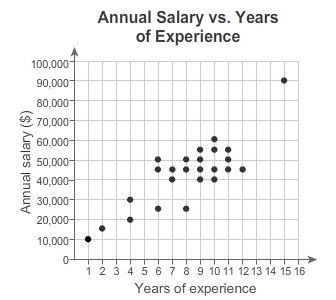 Annual Salary vs. Years
of Experience
Annual salary ($)
100,000
90,000
80,000
70,000
60,000
50,000
40,000
30,000
20,000
10,000
0
1 2 3 4 5 6 7 8 9 10 11 12 13 14 15 16
Years of experience